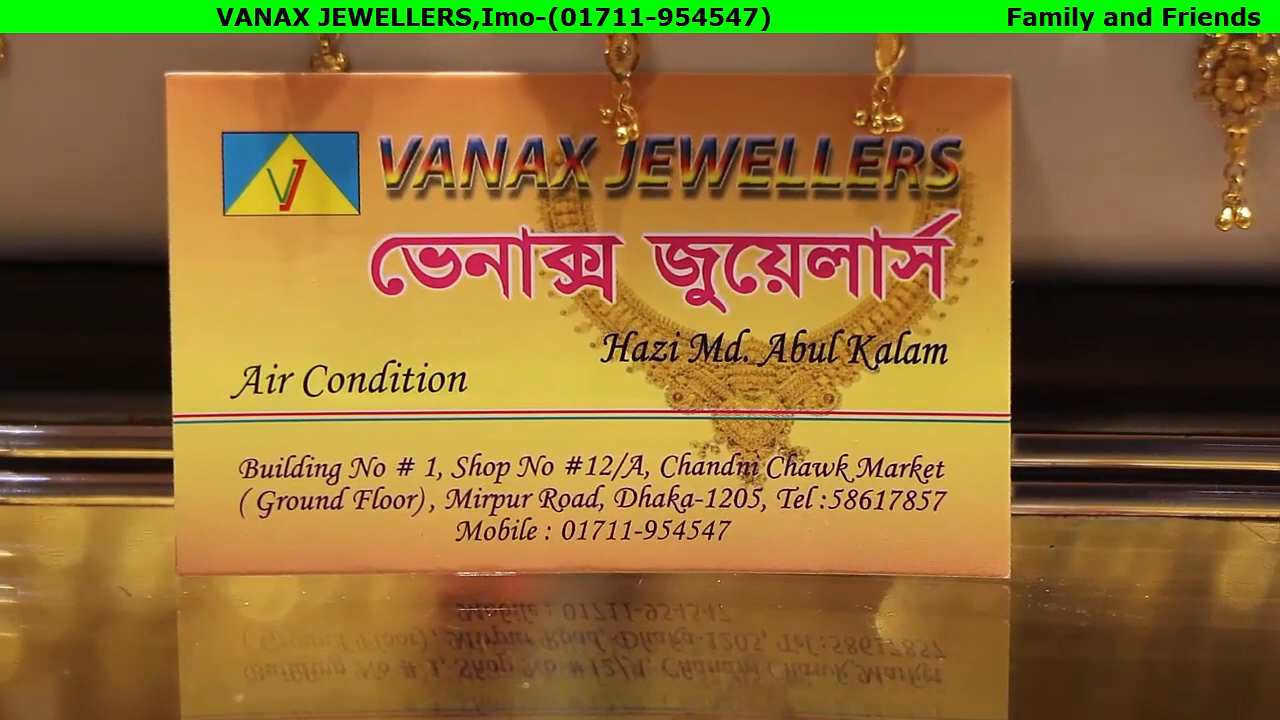 VANAX JEWELLERS,Imo-(01711-954547) Family and Friends
VJ
VANAX JEWELLERS
ভেনাক্স জুয়েলার্স
Hazi Md. Abul Kalam
Air Condition
Building No # 1, Shop No #12/A, Chandni Chawk Market
( Ground Floor) , Mirpur Road, Dhaka-1205, Tel :58617857
Mobile : 01711-954547